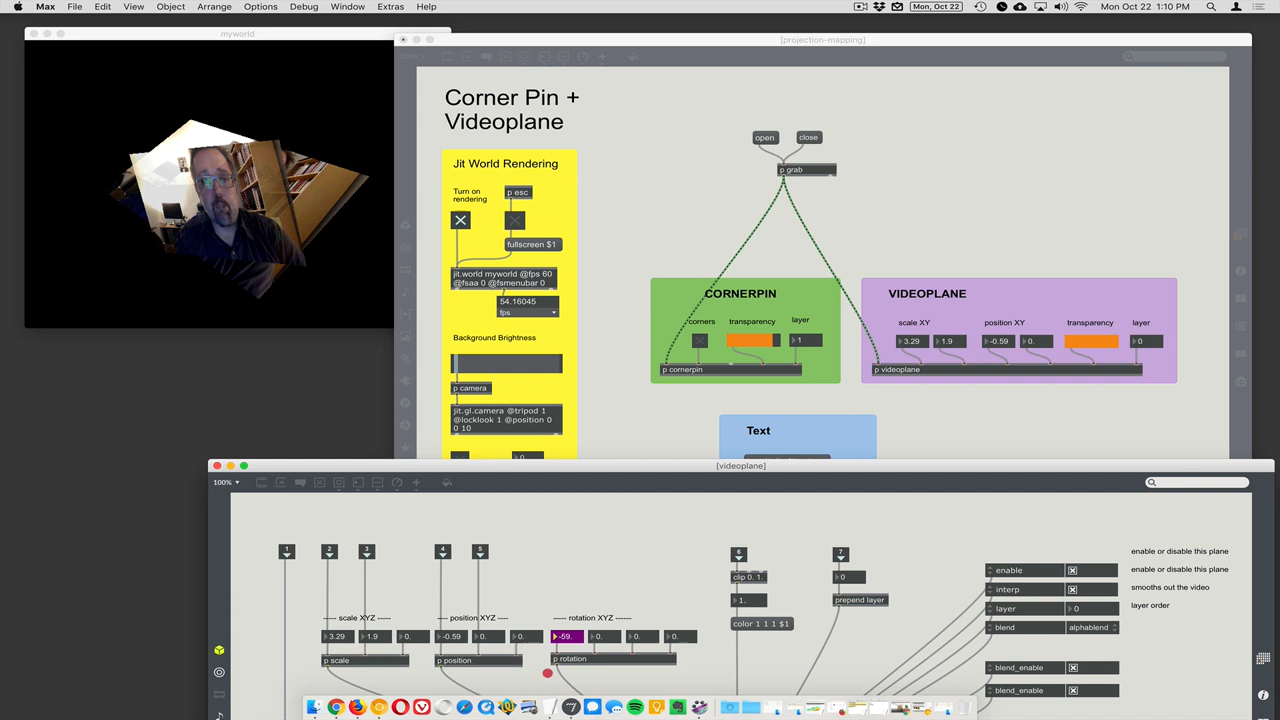 Max File Edit View Object Arrange Options Debug Window Extras Help
Mon, Oct 22
Mon Oct 22 1:10 PM
myworld
[projection-mapping]
Corner Pin +
Videoplane
Jit World Rendering
Turn on
rendering
p esc
fullscreen $1
jit.world myworld @fps 60
@fsaa 0 @fsmenubar 0
54.16045
fps
Background Brightness
p camera
jit.gl.camera @tripod 1
@locklook 1 @position 0
0 10
0
open
close
p grab
CORNERPIN
corners
transparency
layer
1
p cornerpin
VIDEOPLANE
scale XY
position XY
transparency
layer
3.29
1.9
-0.59
0.
0
p videoplane
Text
[videoplane]
100%
1
2
3
4
5
6
7
----- scale XYZ -----
---- position XYZ ----
----- rotation XYZ ------
3.29
1.9
0.
-0.59
0.
0.
-59.
0.
0.
0.
p scale
p position
p rotation
clip 0. 1.
1.
color 1 1 1 $1
0
prepend layer
enable
interp
layer
0
blend
alphablend
blend_enable
blend_enable
enable or disable this plane
enable or disable this plane
smooths out the video
layer order